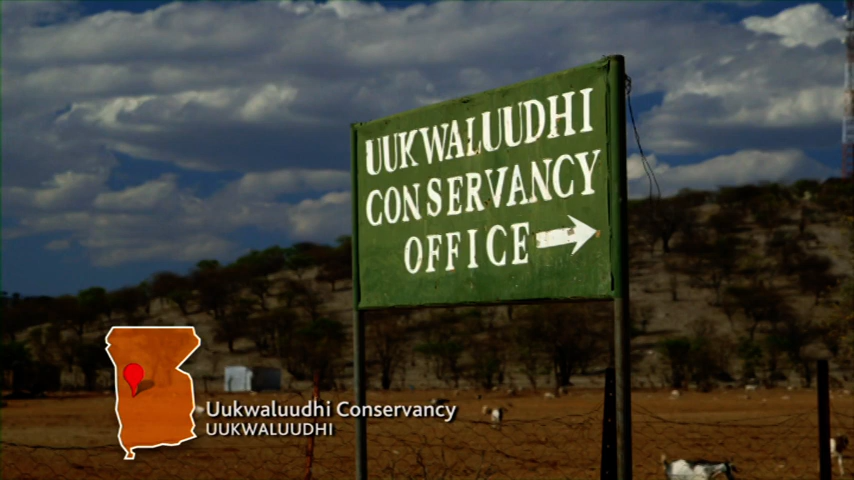 UUKWALUUDHI
CONSERVANCY
OFFICE
Uukwaluudhi Conservancy
UUKWALUUDHI